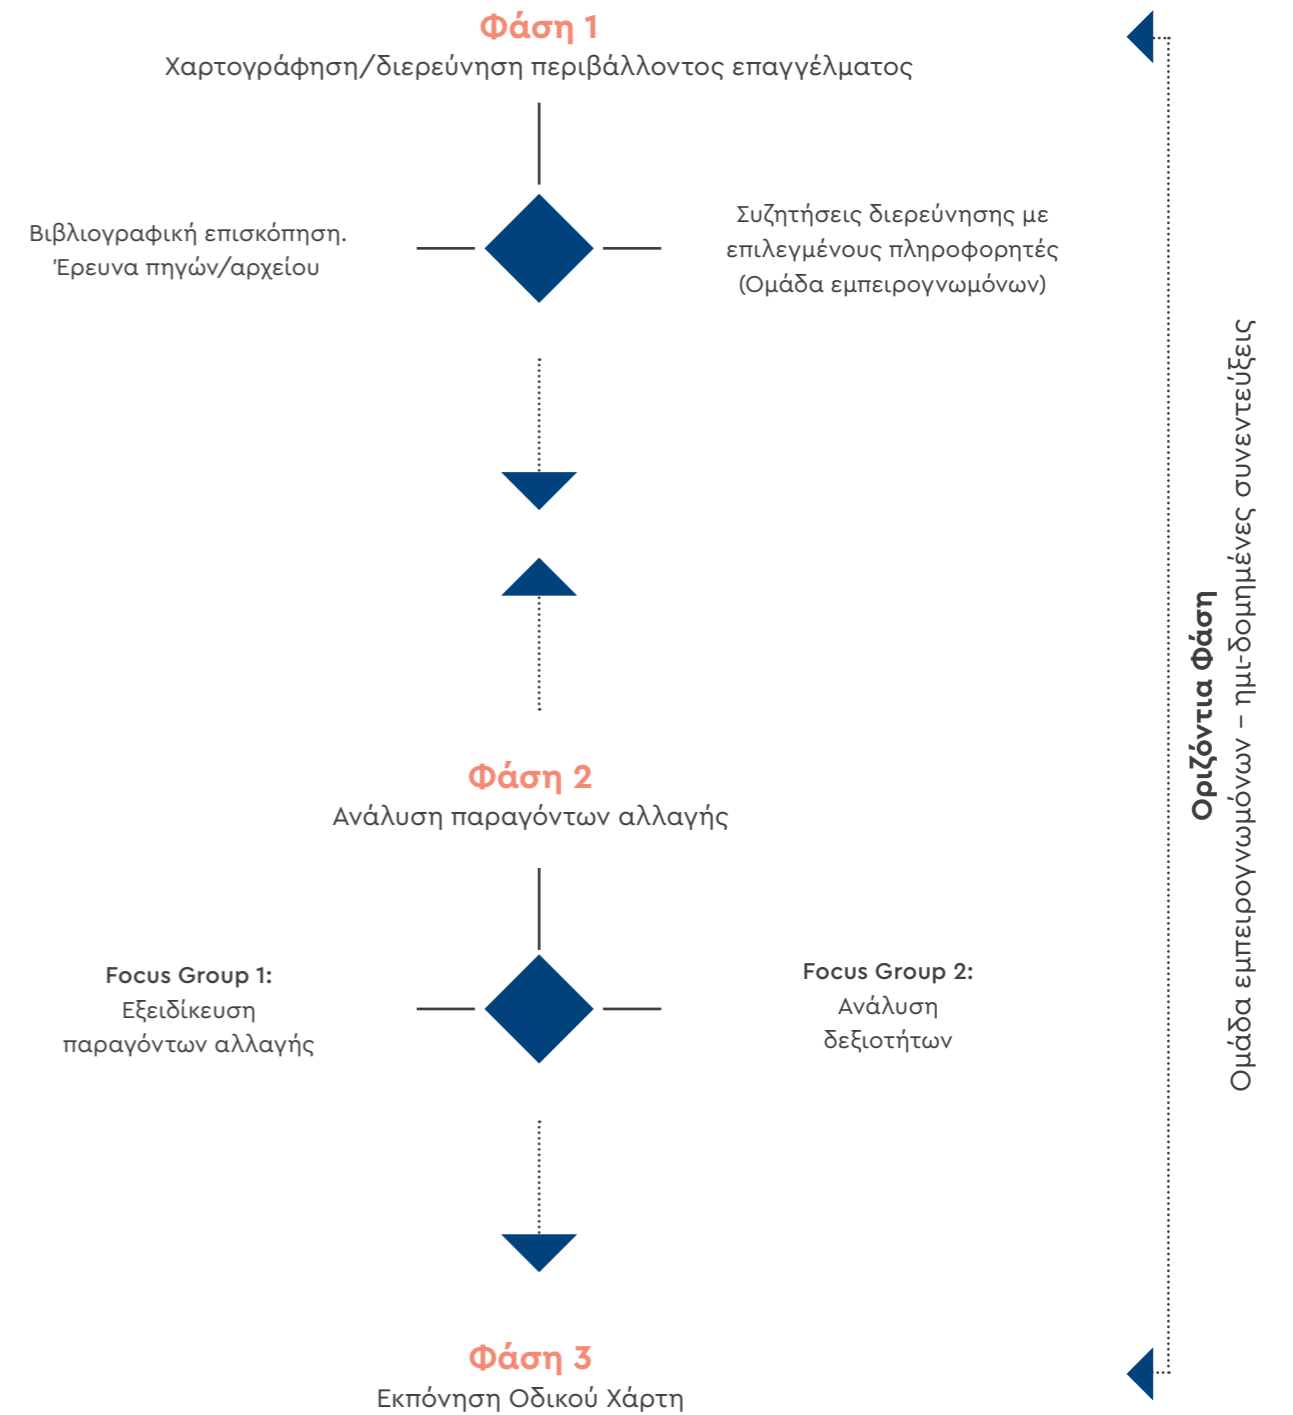 Φάση 1
Χαρτογράφηση/διερεύνηση περιβάλλοντος επαγγέλματος
Βιβλιογραφική επισκόπηση.
Έρευνα πηγών/αρχείου
Συζητήσεις διερεύνησης με
επιλεγμένους πληροφορητές
(Ομάδα εμπειρογνωμόνων)
Φάση 2
Ανάλυση παραγόντων αλλαγής
Focus Group 1:
Εξειδίκευση
παραγόντων αλλαγής
Focus Group 2:
Ανάλυση
δεξιοτήτων
Φάση 3
Εκπόνηση Οδικού Χάρτη
Οριζόντια Φάση
Ομάδα εμπειρογνωμόνων – ημι-δομημένες συνεντεύξεις